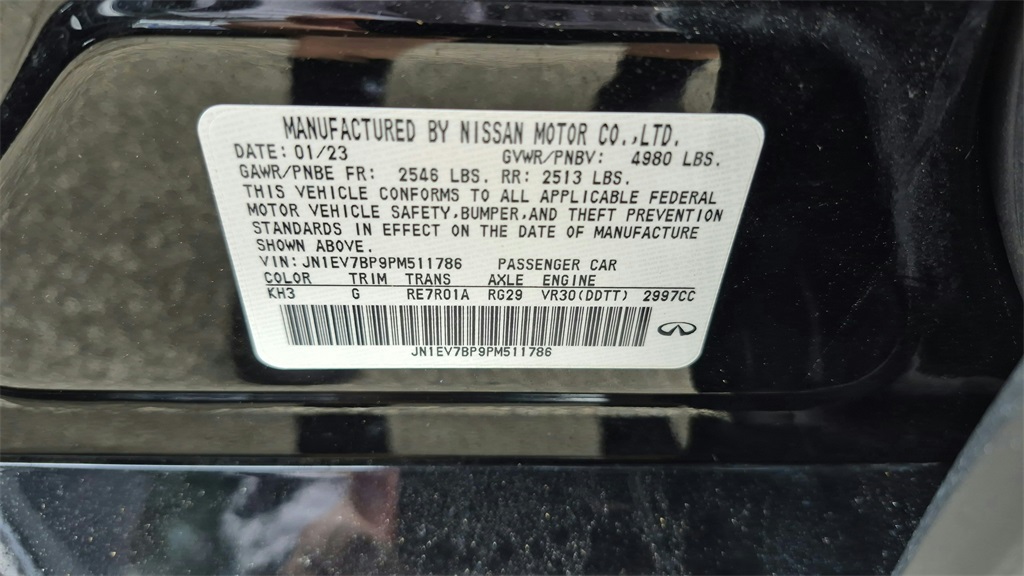 MANUFACTURED BY NISSAN MOTOR CO.,LTD.
DATE: 01/23 GVWR/PNBV: 4980 LBS.
GAWR/PNBE FR: 2546 LBS. RR: 2513 LBS.
THIS VEHICLE CONFORMS TO ALL APPLICABLE FEDERAL
MOTOR VEHICLE SAFETY,BUMPER,AND THEFT PREVENTION
STANDARDS IN EFFECT ON THE DATE OF MANUFACTURE
SHOWN ABOVE.
VIN:JN1EV7BP9PM511786 PASSENGER CAR
COLOR TRIM TRANS AXLE ENGINE
KH3 G RE7R01A RG29 VR30(DDTT) 2997CC
JN1EV7BP9PM511786